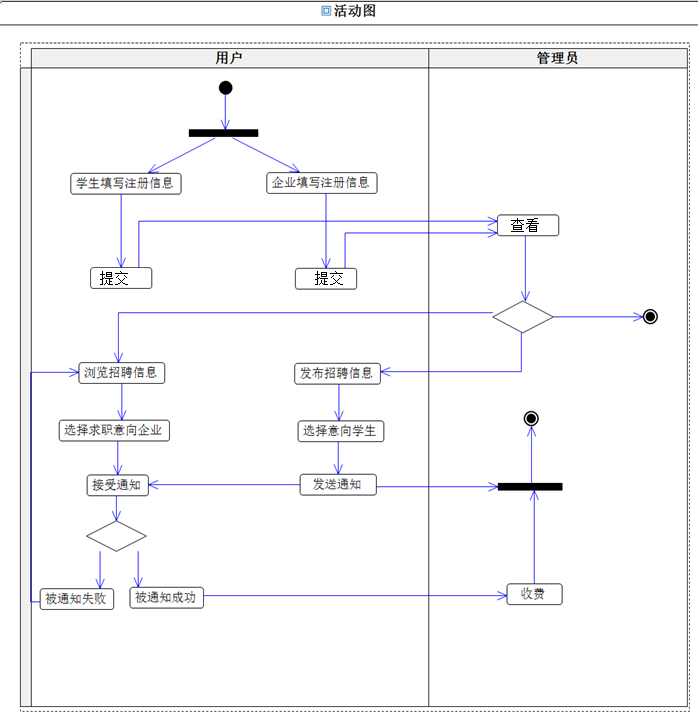 活动图
用户
管理员
学生填写注册信息
企业填写注册信息
查看
提交
提交
浏览招聘信息
发布招聘信息
选择求职意向企业
选择意向学生
接受通知
发送通知
被通知失败
被通知成功
收费